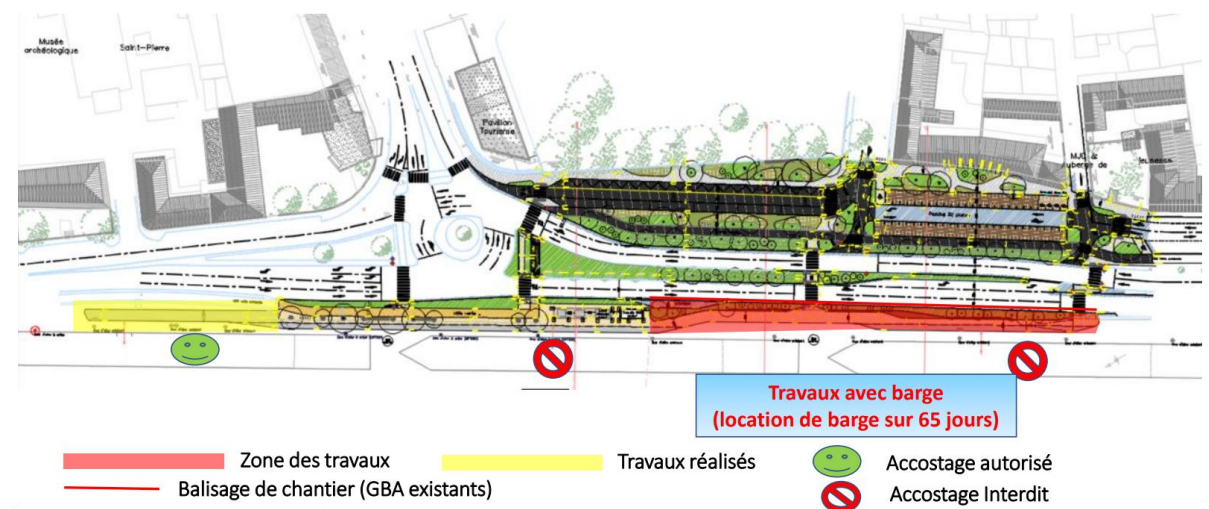 Musée
archéologique
Saint-Pierre
Pavillon
Tourisme
MJC &
Jeunesse
Travaux avec barge
(location de barge sur 65 jours)
Zone des travaux
Travaux réalisés
Accostage autorisé
Balisage de chantier (GBA existants)
Accostage Interdit